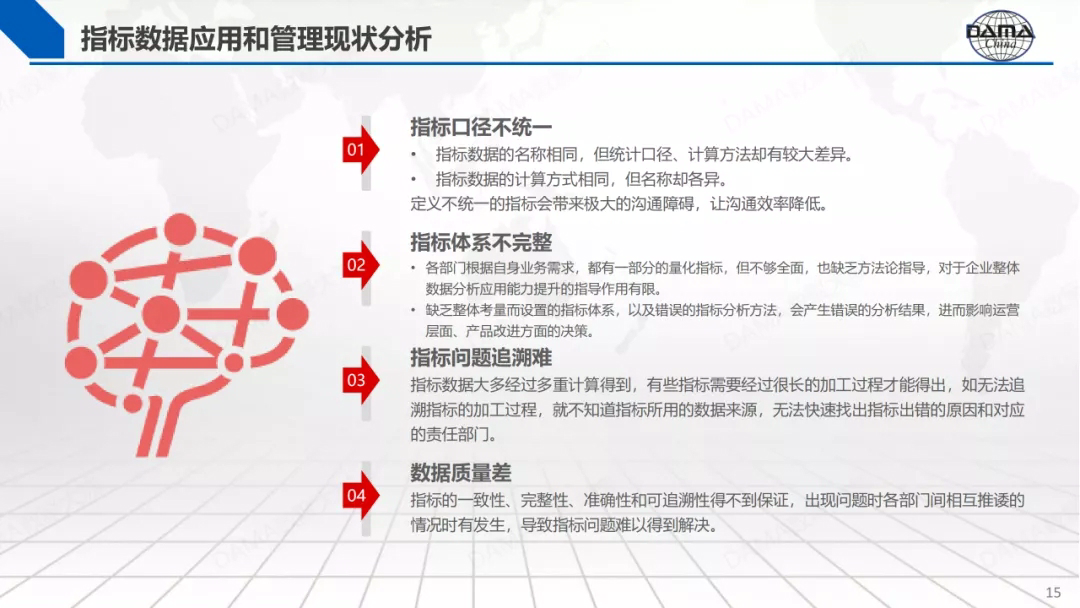 指标数据应用和管理现状分析
DAMA
China
01
指标口径不统一
• 指标数据的名称相同，但统计口径、计算方法却有较大差异。
• 指标数据的计算方式相同，但名称却各异。
定义不统一的指标会带来极大的沟通障碍，让沟通效率降低。
02
指标体系不完整
• 各部门根据自身业务需求，都有一部分的量化指标，但不够全面，也缺乏方法论指导，对于企业整体
数据分析应用能力提升的指导作用有限。
• 缺乏整体考量而设置的指标体系，以及错误的指标分析方法，会产生错误的分析结果，进而影响运营
层面、产品改进方面的决策。
03
指标问题追溯难
指标数据大多经过多重计算得到，有些指标需要经过很长的加工过程才能得出，如无法追
溯指标的加工过程，就不知道指标所用的数据来源，无法快速找出指标出错的原因和对应
的责任部门。
04
数据质量差
指标的一致性、完整性、准确性和可追溯性得不到保证，出现问题时各部门间相互推诿的
情况时有发生，导致指标问题难以得到解决。
15